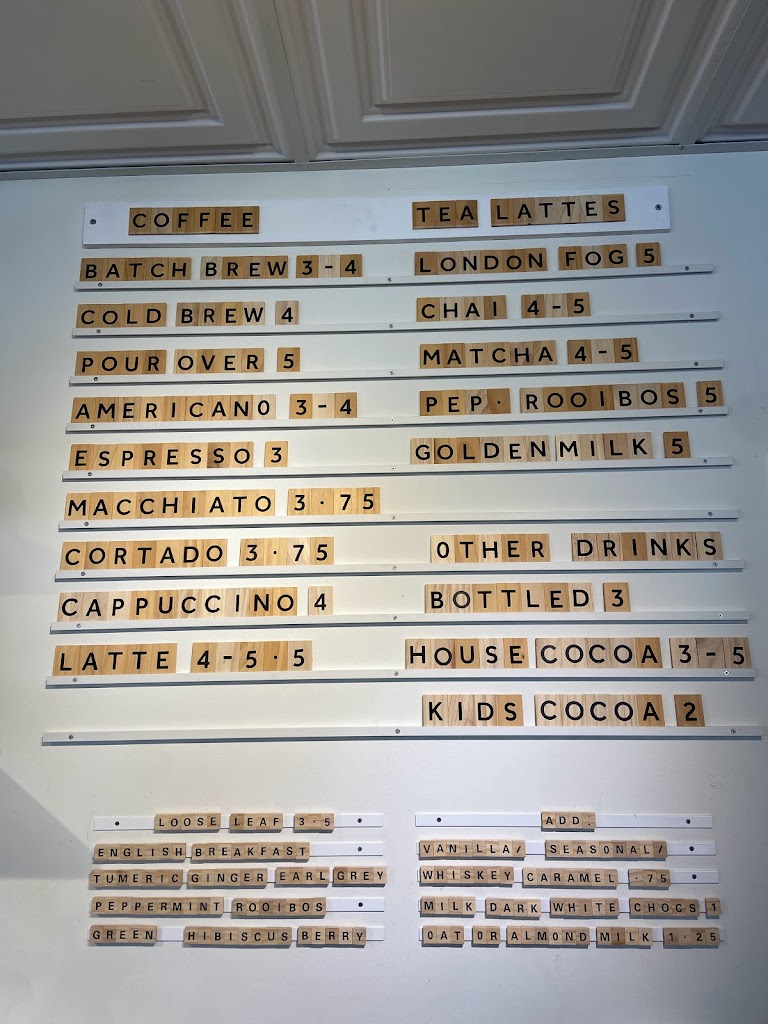 COFFEE
BATCH BREW 3-4
COLD BREW 4
POUR OVER 5
AMERICANO 3-4
ESPRESSO 3
MACCHIATO 3·75
CORTADO 3·75
CAPPUCCINO 4
LATTE 4-5·5
TEA LATTES
LONDON FOG 5
CHAI 4-5
MATCHA 4-5
PEP· ROOIBOS 5
GOLDENMILK 5
OTHER DRINKS
BOTTLED 3
HOUSE COCOA 3-5
KIDS COCOA 2
LOOSE LEAF 3·5
ENGLISH BREAKFAST
TUMERIC GINGER EARL GREY
PEPPERMINT ROOIBOS
GREEN HIBISCUS BERRY
ADD:
VANILLA/ SEASONAL/
WHISKEY CARAMEL ·75
MILK DARK WHITE CHOCS 1
OAT OR ALMOND MILK 1·25